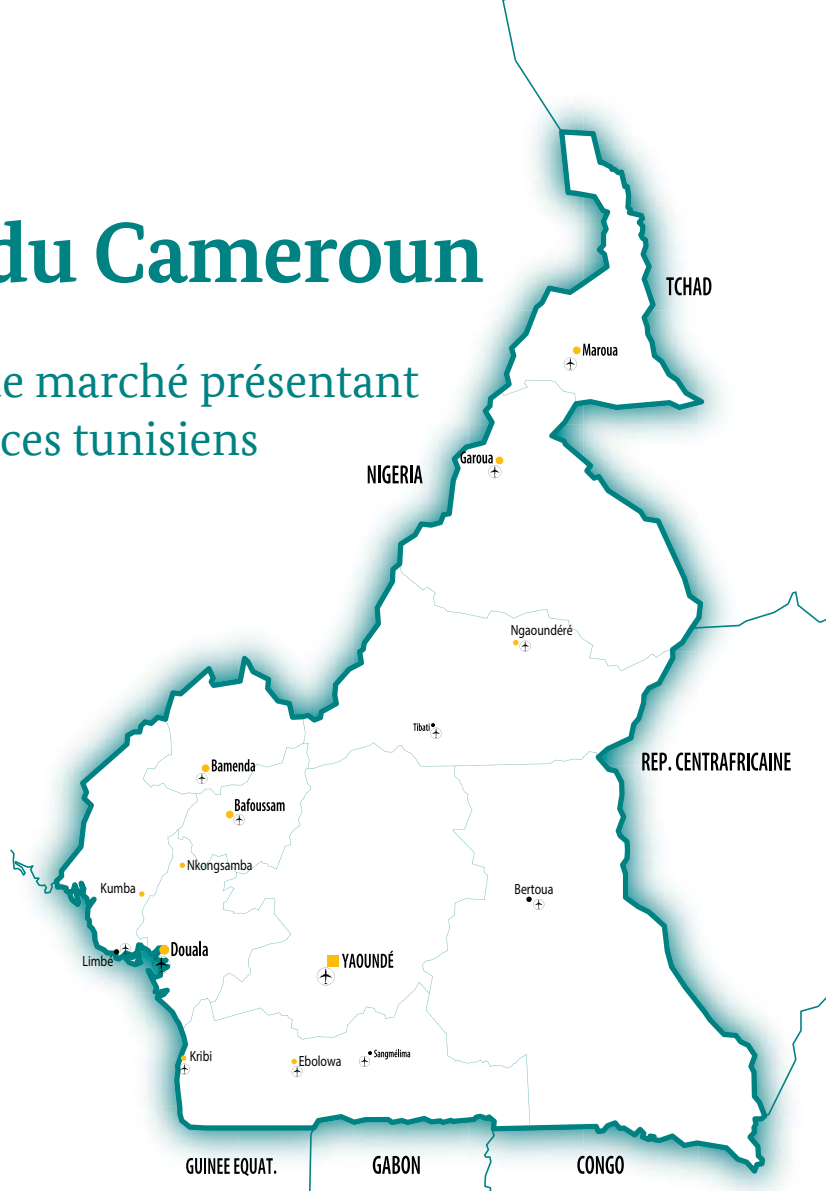 du Cameroun
TCHAD
Maroua
e marché présentant
ces tunisiens
Garoua
NIGERIA
Ngaoundéré
Tibati
REP. CENTRAFRICAINE
Bamenda
Bafoussam
Nkongsamba
Kumba
Bertoua
Douala
Limbé
YAOUNDÉ
Kribi
Ebolowa
Sangmélima
GUINEE EQUAT.
GABON
CONGO